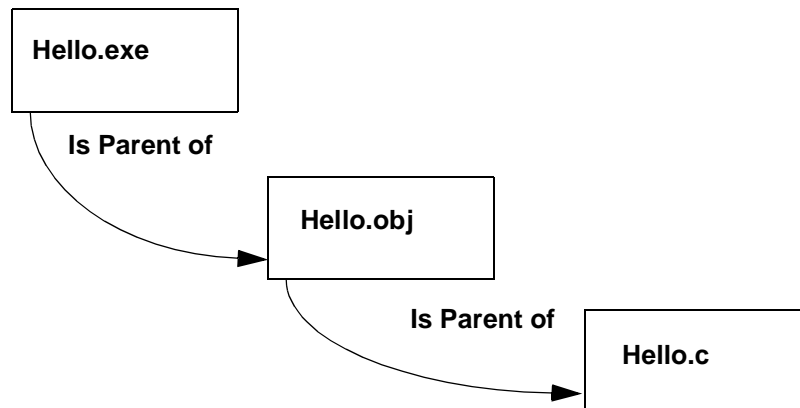 Hello.exe
Is Parent of
Hello.obj
Is Parent of
Hello.c